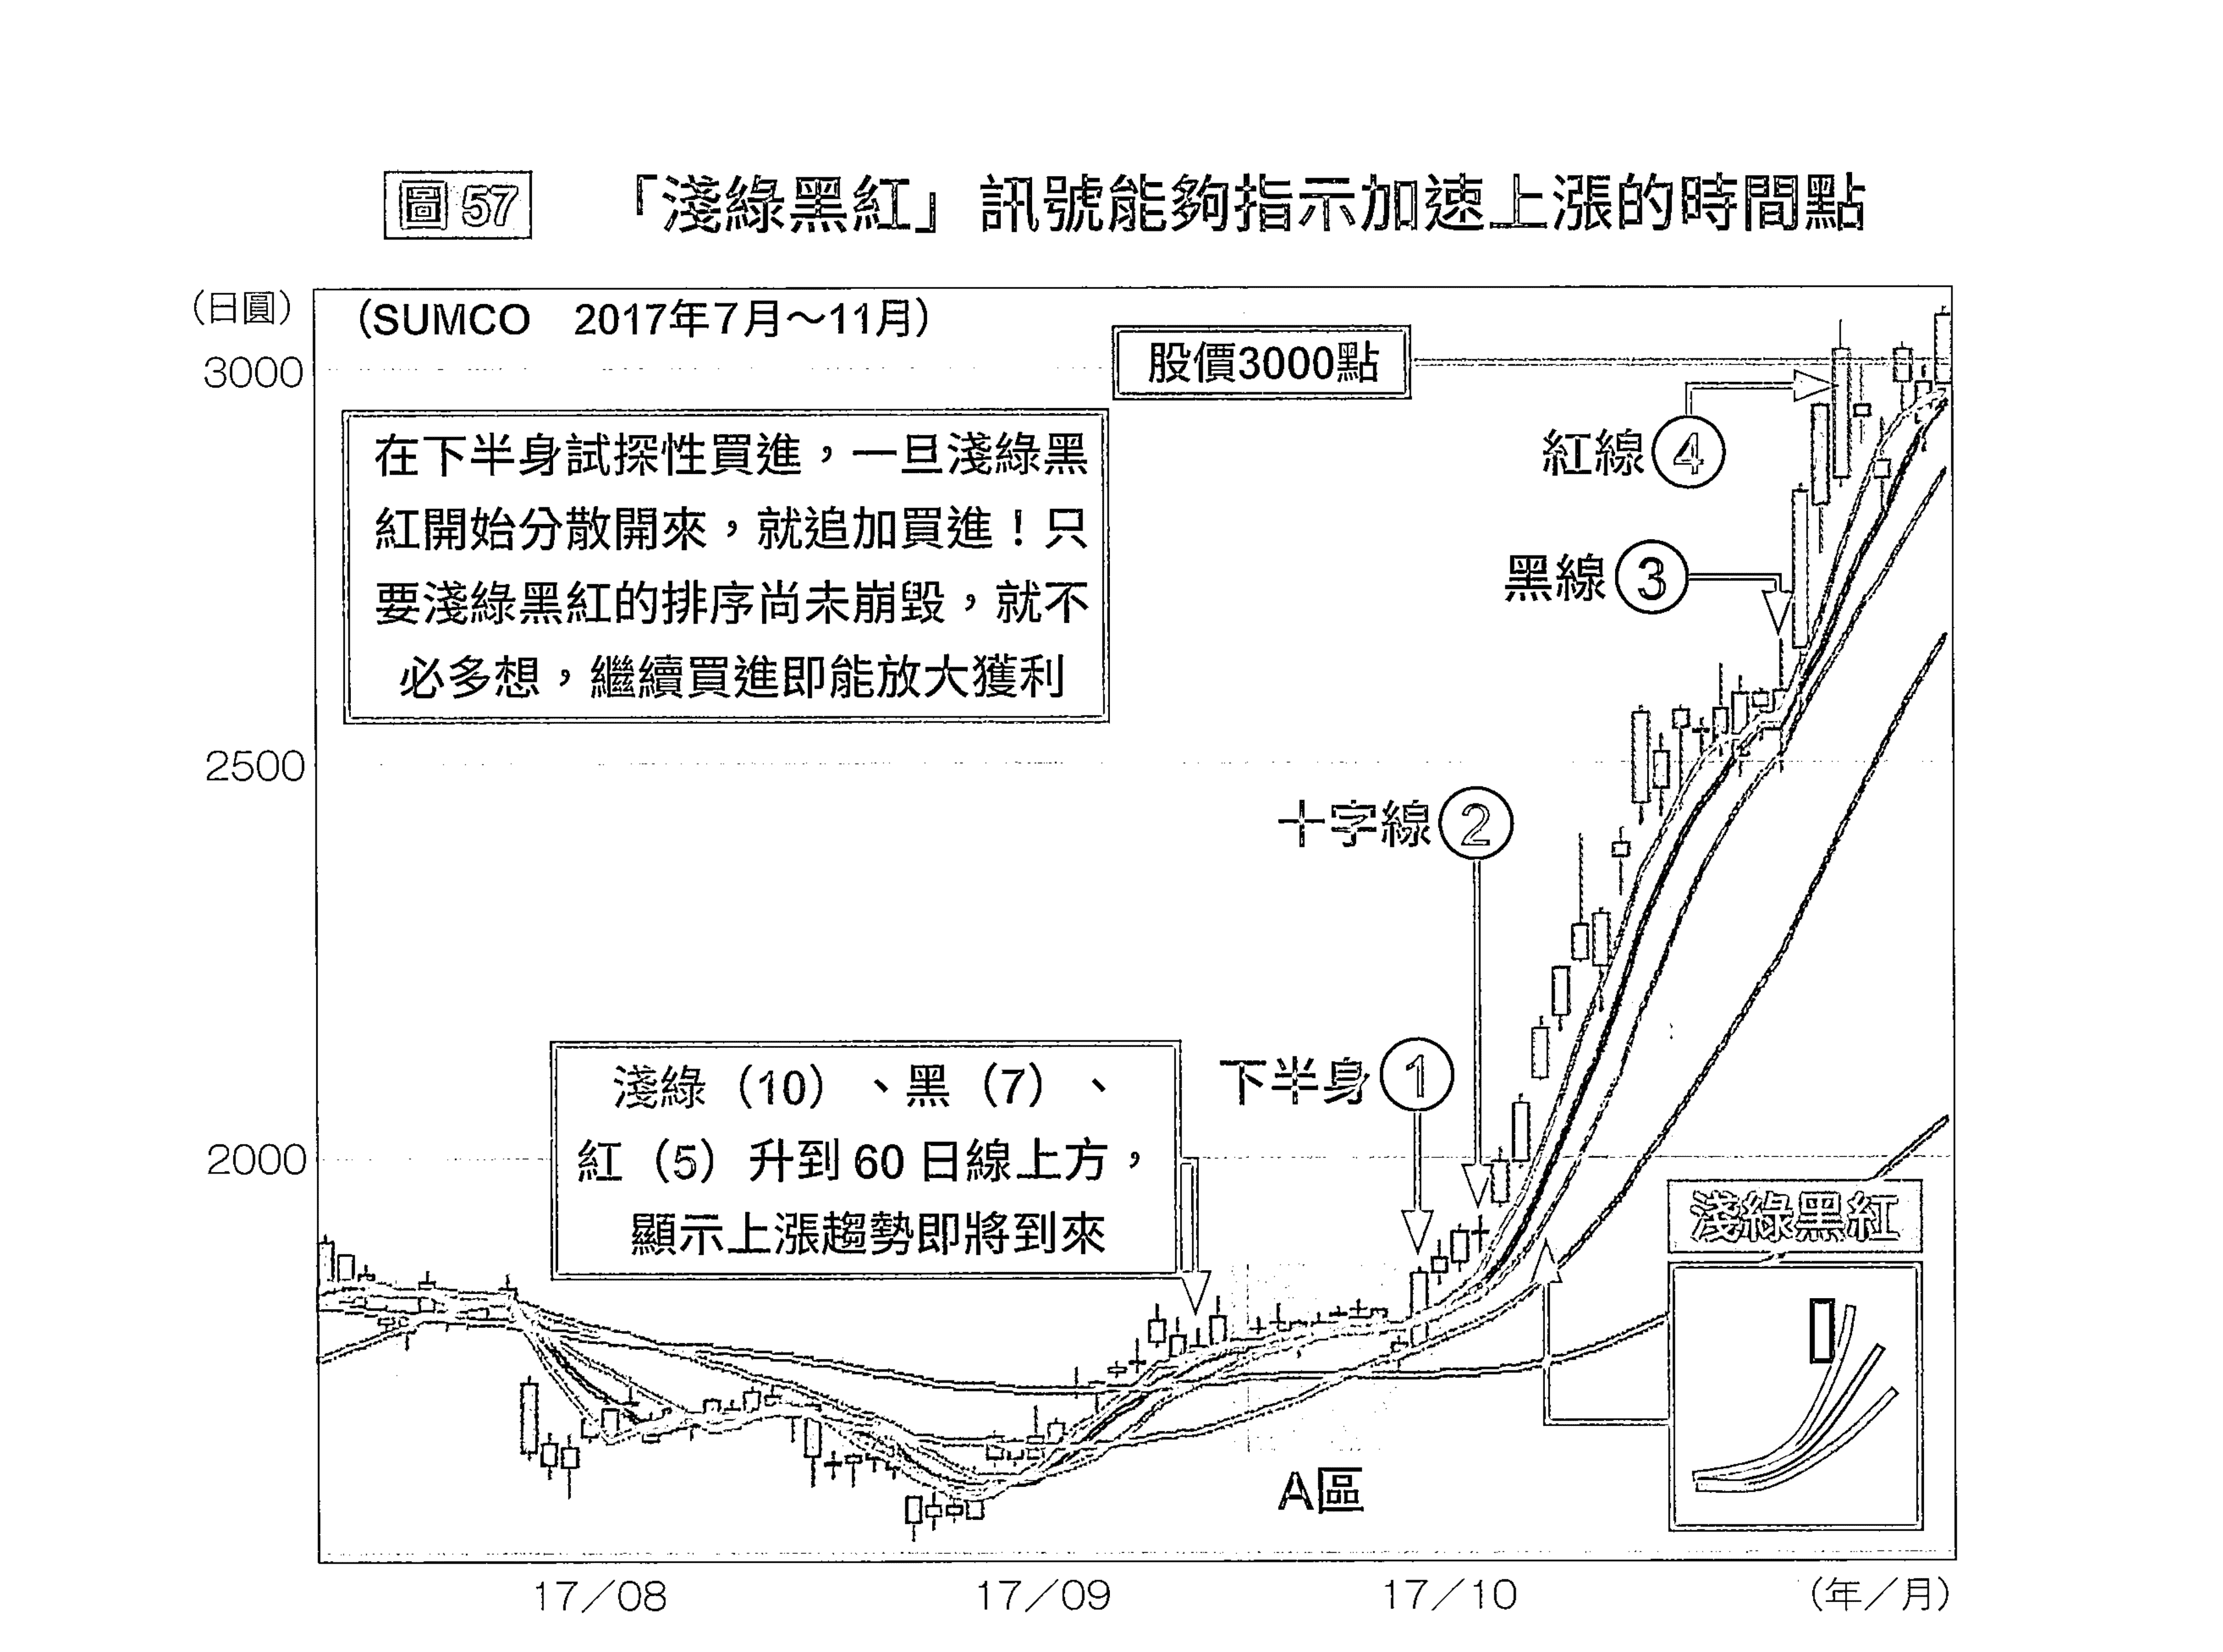 圖57 「淺綠黑紅」訊號能夠指示加速上漲的時間點
(日圓)
(SUMCO 2017年7月～11月)
股價3000點
3000
在下半身試探性買進，一旦淺綠黑
紅開始分散開來，就追加買進！只
要淺綠黑紅的排序尚未崩毀，就不
必多想，繼續買進即能放大獲利
紅線④
黑線③
2500
十字線②
下半身①
淺綠（10）、黑（7）、
紅（5）升到60日線上方，
顯示上漲趨勢即將到來
2000
淺綠黑紅
A區
17/08
17/09
17/10
(年/月)